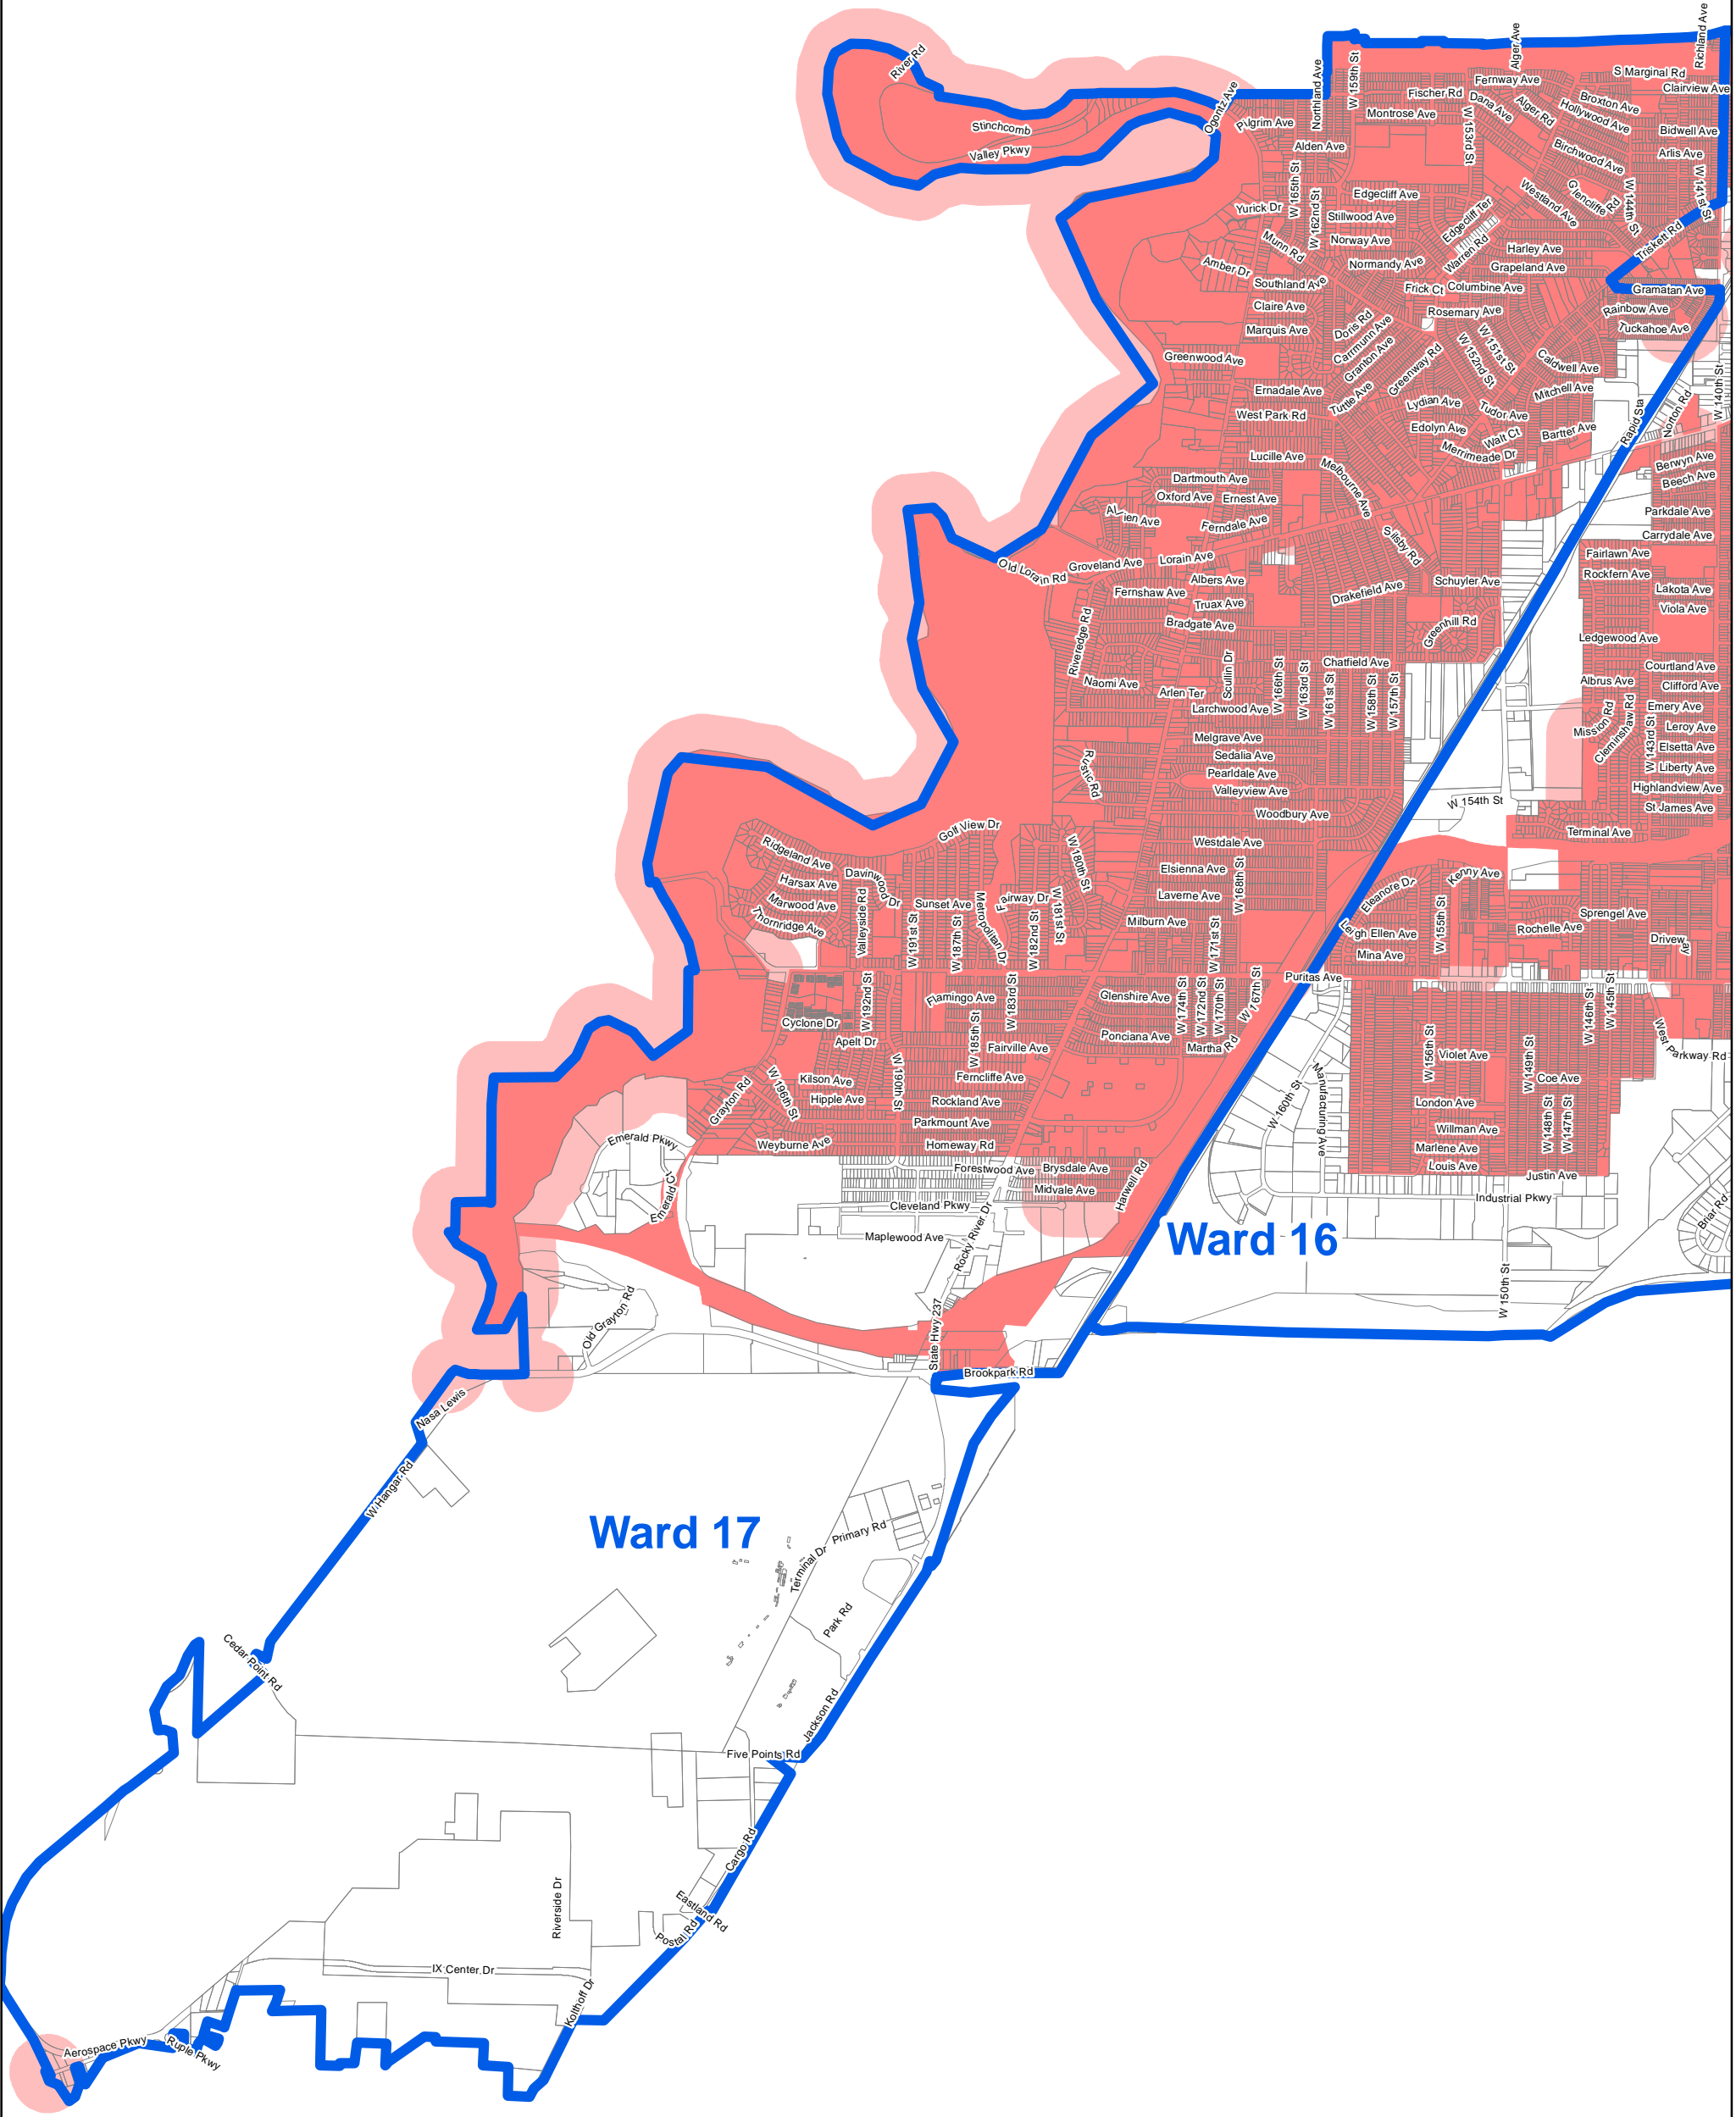 River Rd
Stinchcomb
Valley Pkwy
Ogontz Ave
Northland Ave
W 159th St
Alger Ave
Richland Ave
S Marginal Rd
Clairview Ave
Fernway Ave
Fischer Rd
Dana Ave
Alger Rd
Broxton Ave
Hollywood Ave
Montrose Ave
Pilgrim Ave
W 153rd St
Bidwell Ave
Alden Ave
Birchwood Ave
Arlis Ave
W 165th St
W 162nd St
Edgecliff Ave
W 141st St
W 144th St
Glencliffe Rd
Westland Ave
Yurick Dr
Stillwood Ave
Edgecliff Ter
Triskett Rd
Munn Rd
Norway Ave
Warren Rd
Harley Ave
Amber Dr
Normandy Ave
Grapeland Ave
Southland Ave
Frick Ct
Columbine Ave
Gramatan Ave
Claire Ave
Rosemary Ave
Rainbow Ave
Marquis Ave
Doris Rd
Carrmunn Ave
Granton Ave
Tuckahoe Ave
W 151st St
W 152nd St
Greenwood Ave
Greenway Rd
Caldwell Ave
W 140th St
Ernadale Ave
Tuttle Ave
Lydian Ave
Mitchell Ave
Norton Rd
Rapid Sta
West Park Rd
Tudor Ave
Edolyn Ave
Walt Ct
Bartter Ave
Merrimeade Dr
Lucille Ave
Melbourne Ave
Berwyn Ave
Beech Ave
Dartmouth Ave
Oxford Ave
Ernest Ave
Ferndale Ave
Parkdale Ave
Silsby Rd
Carrydale Ave
Old Lorain Rd
Groveland Ave
Lorain Ave
Fairlawn Ave
Rockfern Ave
Albers Ave
Schuyler Ave
Fernshaw Ave
Drakefield Ave
Lakota Ave
Truax Ave
Viola Ave
Bradgate Ave
Greenhill Rd
Ledgewood Ave
Riveredge Rd
Scullin Dr
W 166th St
W 163rd St
W 161st St
Chatfield Ave
W 158th St
W 157th St
Courtland Ave
Naomi Ave
Arlen Ter
Albrus Ave
Clifford Ave
Larchwood Ave
Mission Rd
Cleminshaw Rd
Emery Ave
W 143rd St
Leroy Ave
Melgrave Ave
Elsetta Ave
Sedalia Ave
Rustic Rd
Pearldale Ave
Liberty Ave
Valleyview Ave
Highlandview Ave
W 154th St
St James Ave
Woodbury Ave
Golf View Dr
Terminal Ave
Ridgeland Ave
Westdale Ave
W 180th St
Elsienna Ave
Harsax Ave
Davinwood Dr
W 168th St
Eleanore Dr
Kenny Ave
Marwood Ave
Sunset Ave
Metropolitan Dr
Fairway Dr
W 181st St
Laverne Ave
Thornridge Ave
Valleyside Rd
W 191st St
W 187th St
W 182nd St
Milburn Ave
W 171st St
Leigh Ellen Ave
W 155th St
Rochelle Ave
Sprengel Ave
Driveway
Mina Ave
Puritas Ave
Flamingo Ave
W 183rd St
Glenshire Ave
W 174th St
W 172nd St
W 170th St
W 167th St
W 192nd St
Cyclone Dr
W 185th St
W 146th St
W 145th St
Apelt Dr
Fairville Ave
Ponciana Ave
Martha Rd
W 156th St
Violet Ave
W 149th St
West Parkway Rd
W 190th St
Ferncliffe Ave
Kilson Ave
W 196th St
Coe Ave
Grayton Rd
Hipple Ave
Rockland Ave
W 160th St
Manufacturing Ave
London Ave
W 148th St
W 147th St
Parkmount Ave
Willman Ave
Emerald Pkwy
Weyburne Ave
Homeway Rd
Marlene Ave
Forestwood Ave
Brysdale Ave
Louis Ave
Justin Ave
Emerald Ct
Midvale Ave
Harwell Rd
Industrial Pkwy
Cleveland Pkwy
Briar Rd
Maplewood Ave
Rocky River Dr
Ward 16
W 150th St
Old Grayton Rd
State Hwy 237
Brookpark Rd
Nasa Lewis
W Hangar Rd
Ward 17
Primary Rd
Terminal Dr
Park Rd
Cedar Point Rd
Jackson Rd
Five Points Rd
Cargo Rd
Riverside Dr
Eastland Rd
Postal Rd
IX Center Dr
Kolthoff Dr
Aerospace Pkwy
Ruple Pkwy